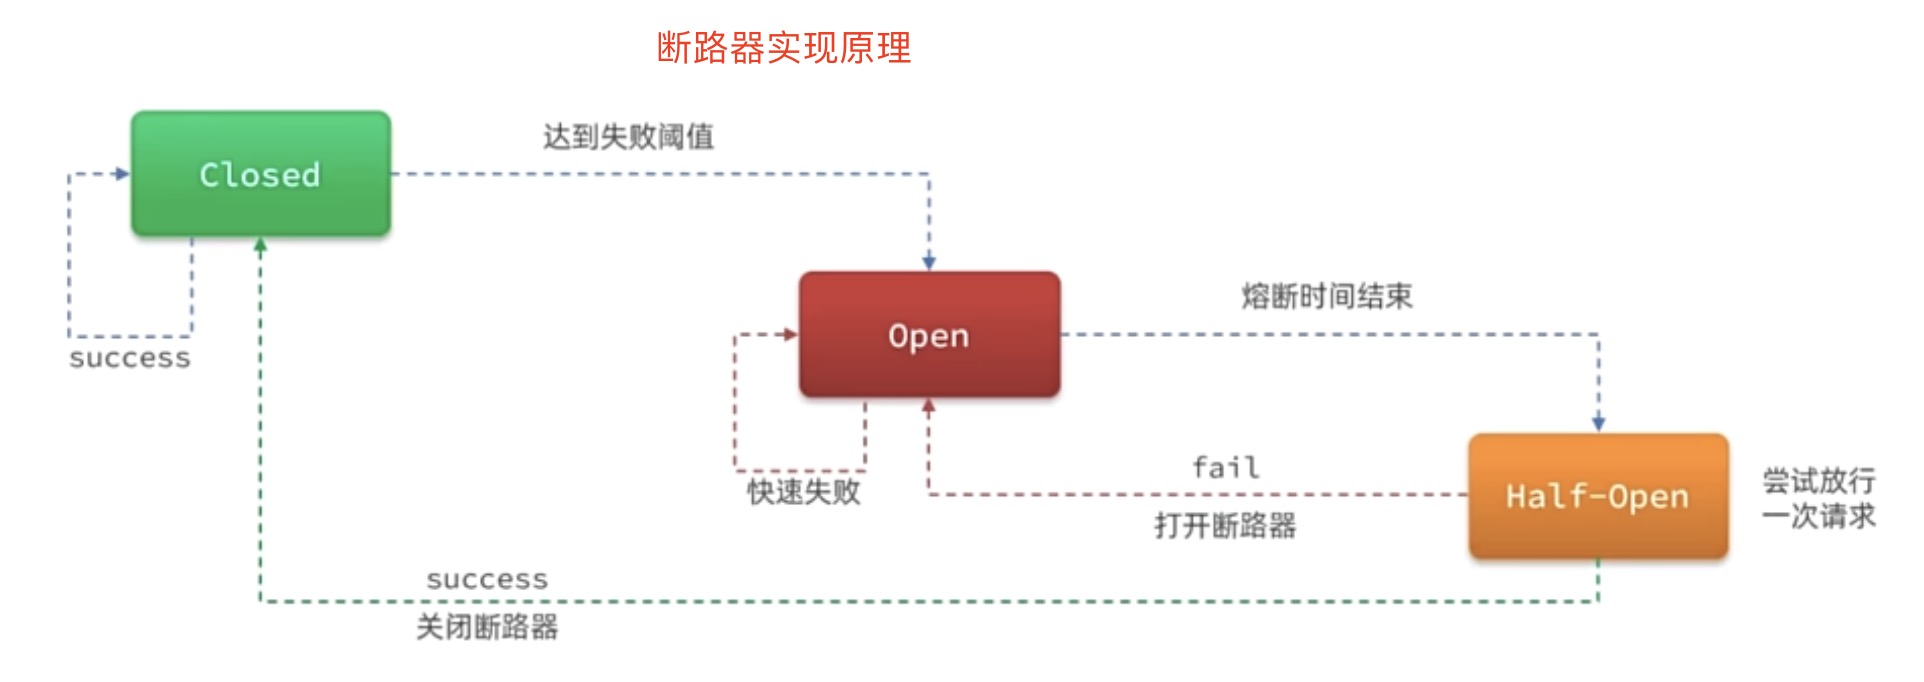 断路器实现原理
达到失败阈值
Closed
success
熔断时间结束
Open
快速失败
fail
打开断路器
Half-Open
尝试放行
一次请求
success
关闭断路器